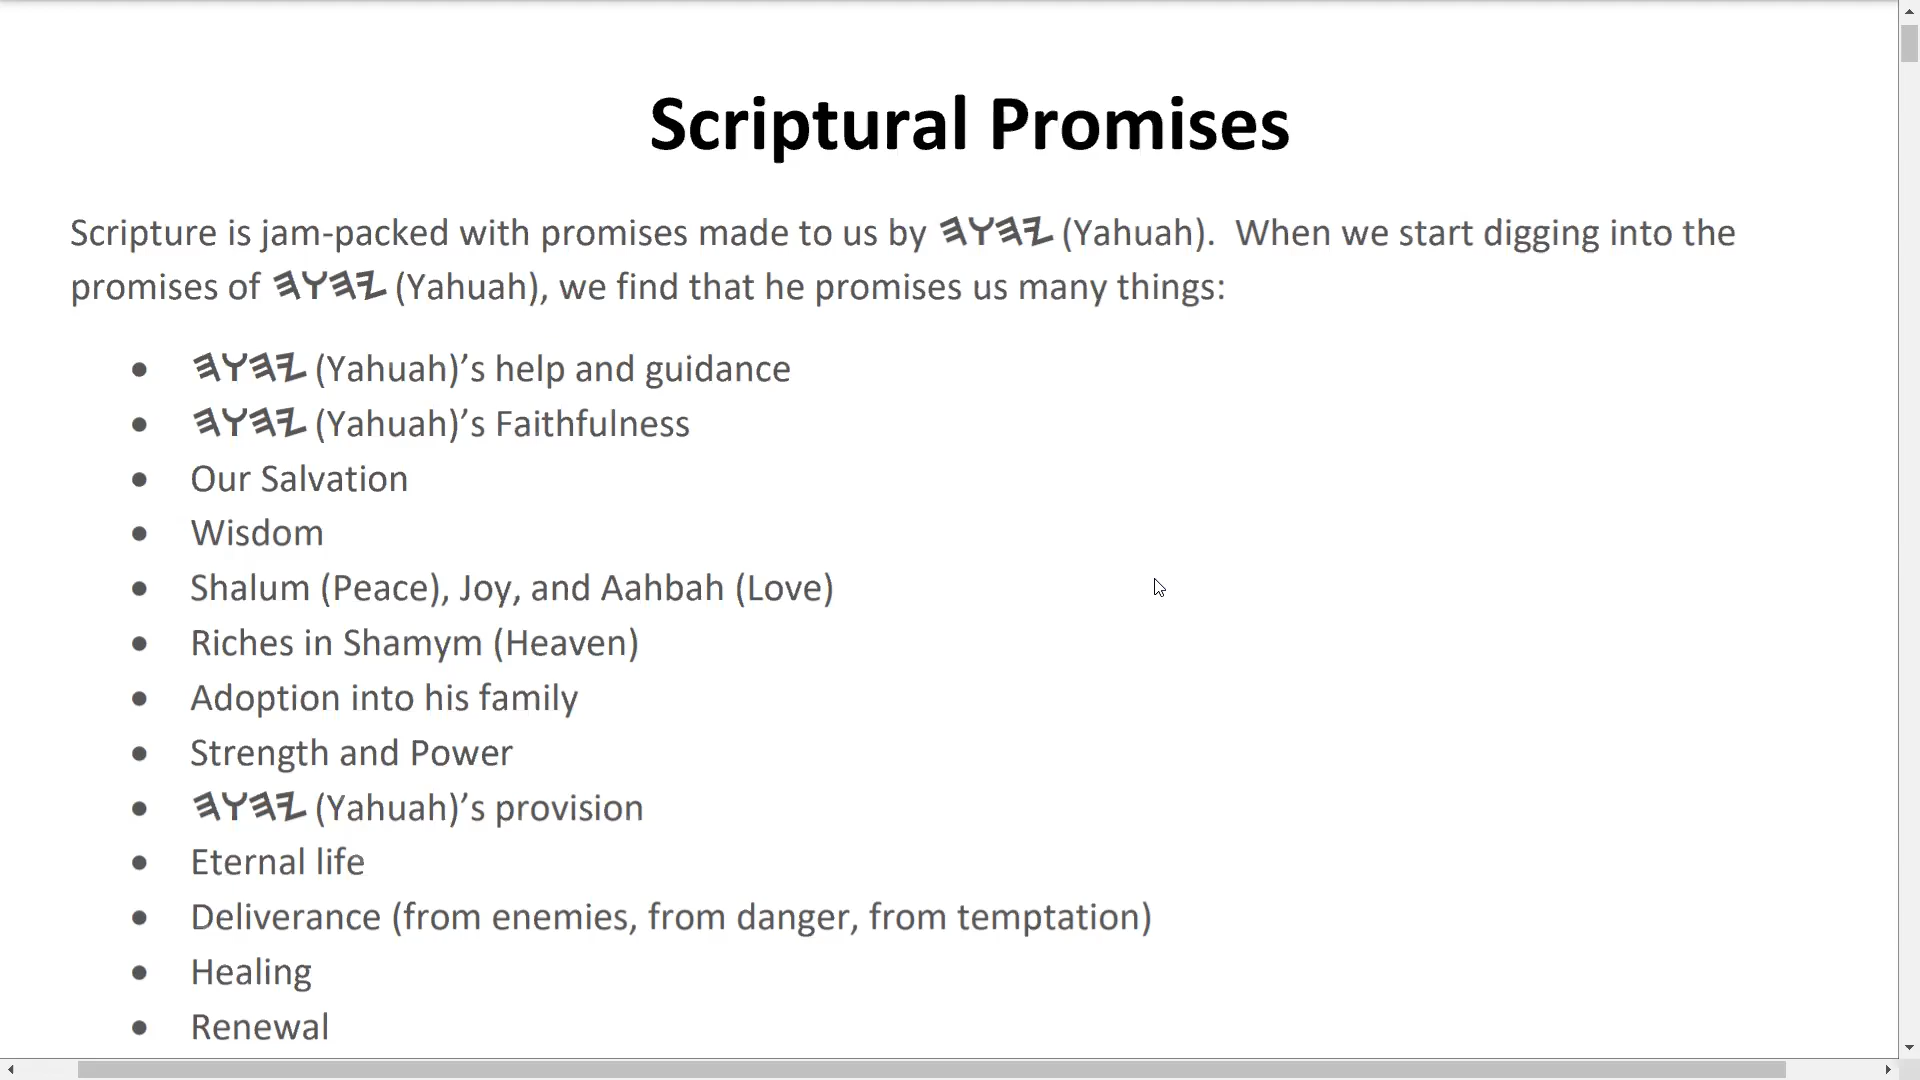 Scriptural Promises
Scripture is jam-packed with promises made to us by 𐤉𐤄𐤅𐤄 (Yahuah).  When we start digging into the
promises of 𐤉𐤄𐤅𐤄 (Yahuah), we find that he promises us many things:
● 𐤉𐤄𐤅𐤄 (Yahuah)’s help and guidance
● 𐤉𐤄𐤅𐤄 (Yahuah)’s Faithfulness
● Our Salvation
● Wisdom
● Shalum (Peace), Joy, and Aahbah (Love)
● Riches in Shamym (Heaven)
● Adoption into his family
● Strength and Power
● 𐤉𐤄𐤅𐤄 (Yahuah)’s provision
● Eternal life
● Deliverance (from enemies, from danger, from temptation)
● Healing
● Renewal